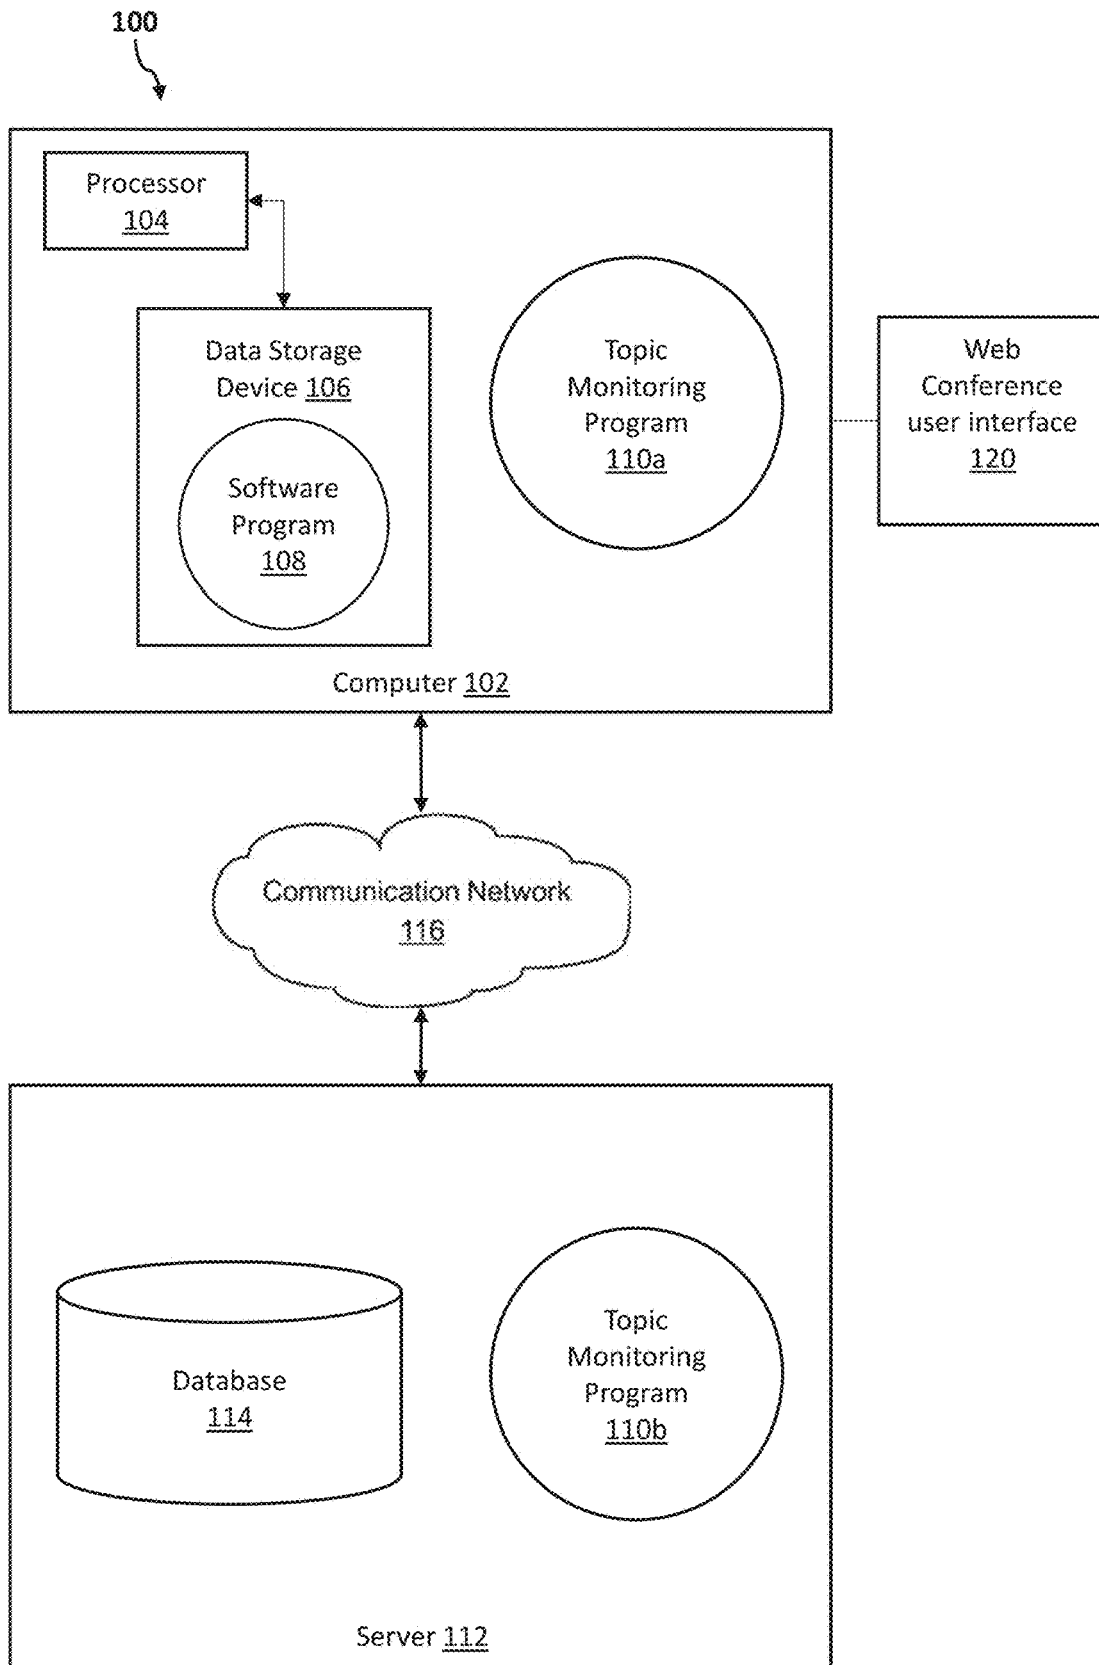 100
Processor
104
Data Storage
Device 106
Software
Program
108
Topic
Monitoring
Program
110a
Computer 102
Web
Conference
user interface
120
Communication Network
116
Database
114
Topic
Monitoring
Program
110b
Server 112